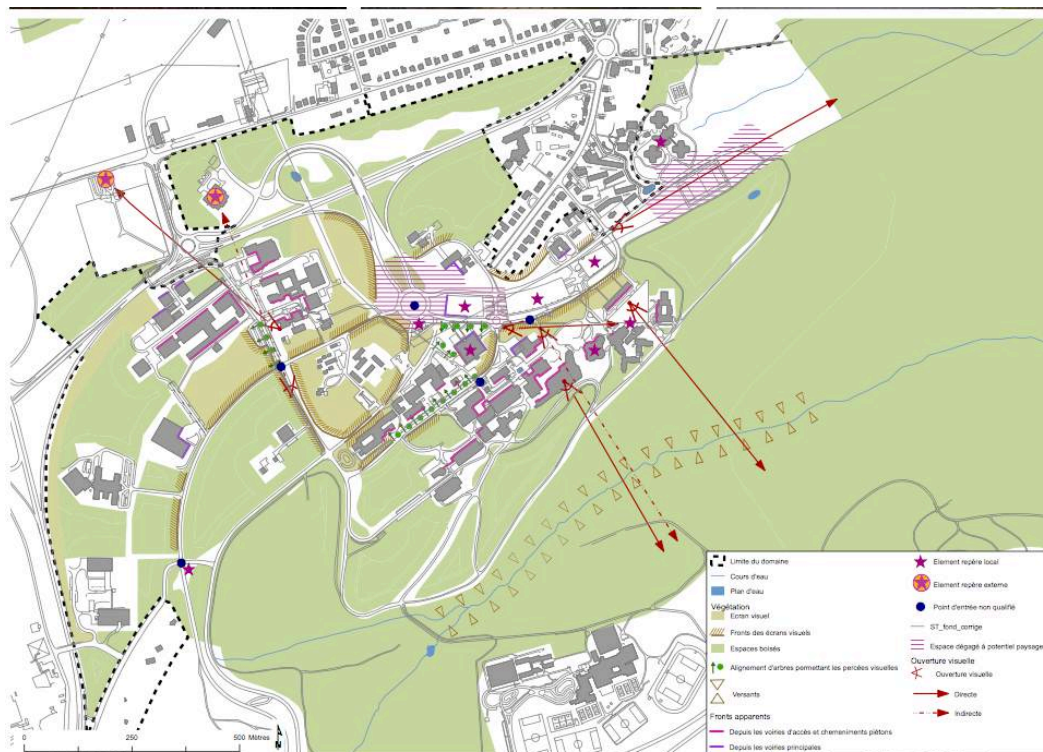 0 250 500 Mètres
Limite du domaine
Cours d'eau
Plan d'eau
Végétation
Ecran visuel
Fronts des écrans visuels
Espaces boisés
Alignement d'arbres permettant les percées visuelles
Versants
Fronts apparents
Depuis les voiries d'accès et cheminements piétons
Depuis les voiries principales
Element repère local
Element repère externe
Point d'entrée non qualifié
ST_fond_corrige
Espace dégagé à potentiel paysage
Ouverture visuelle
Ouverture visuelle
Directe
Indirecte